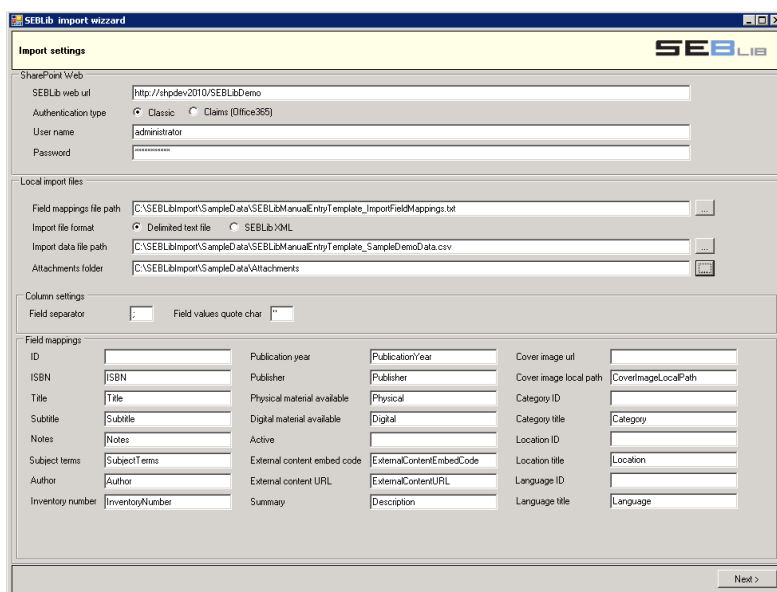 SEBLib import wizzard
Import settings
SEBLIB
SharePoint Web
SEBLib web url http://shpdev2010/SEBLibDemo
Authentication type Classic Claims (Office365)
User name administrator
Password ***********
Local import files
Field mappings file path C:\SEBLibImport\SampleData\SEBLibManualEntryTemplate_ImportFieldMappings.txt ...
Import file format Delimited text file SEBLib XML
Import data file path C:\SEBLibImport\SampleData\SEBLibManualEntryTemplate_SampleDemoData.csv ...
Attachments folder C:\SEBLibImport\SampleData\Attachments ...
Column settings
Field separator ; Field values quote char "
Field mappings
ID Publication year PublicationYear Cover image url
ISBN ISBN Publisher Publisher Cover image local path CoverImageLocalPath
Title Title Physical material available Physical Category ID
Subtitle Subtitle Digital material available Digital Category title Category
Notes Notes Active Location ID
Subject terms SubjectTerms External content embed code ExternalContentEmbedCode Location title Location
Author Author External content URL ExternalContentURL Language ID
Inventory number InventoryNumber Summary Description Language title Language
Next >